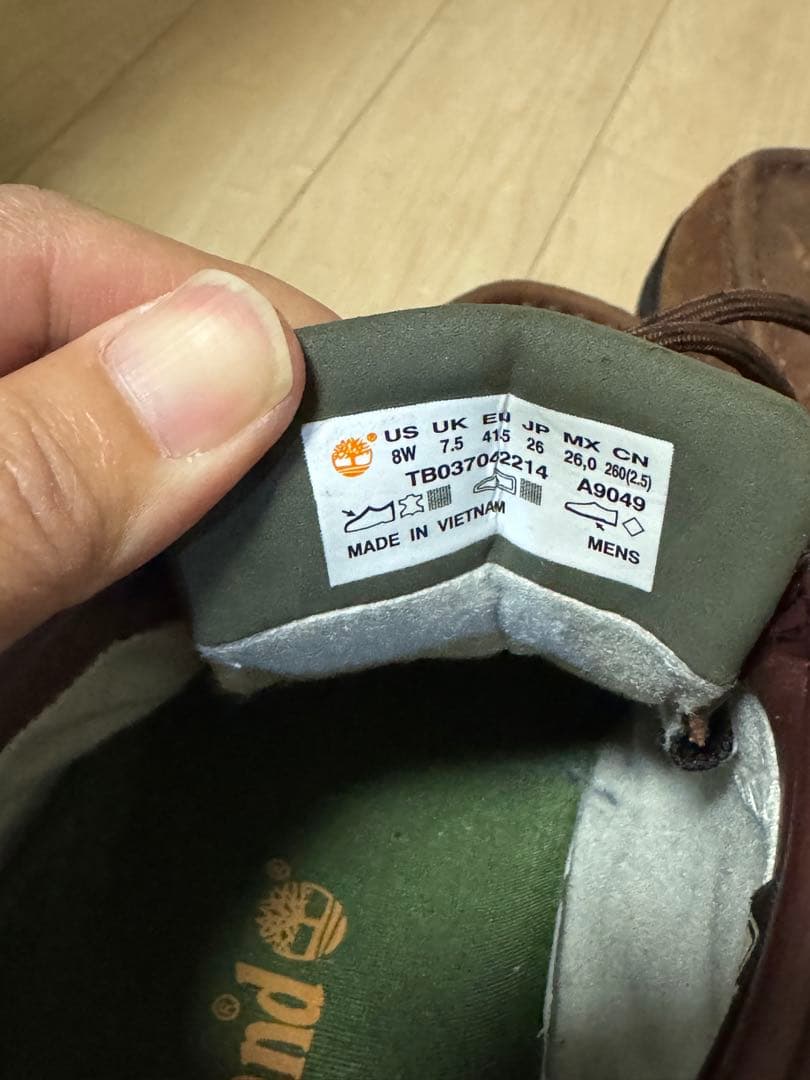 US UK EU JP MX CN
8W 7.5 41.5 26 26,0 260(2.5)
TB037042214 A9049
MADE IN VIETNAM MENS
®
®
nd